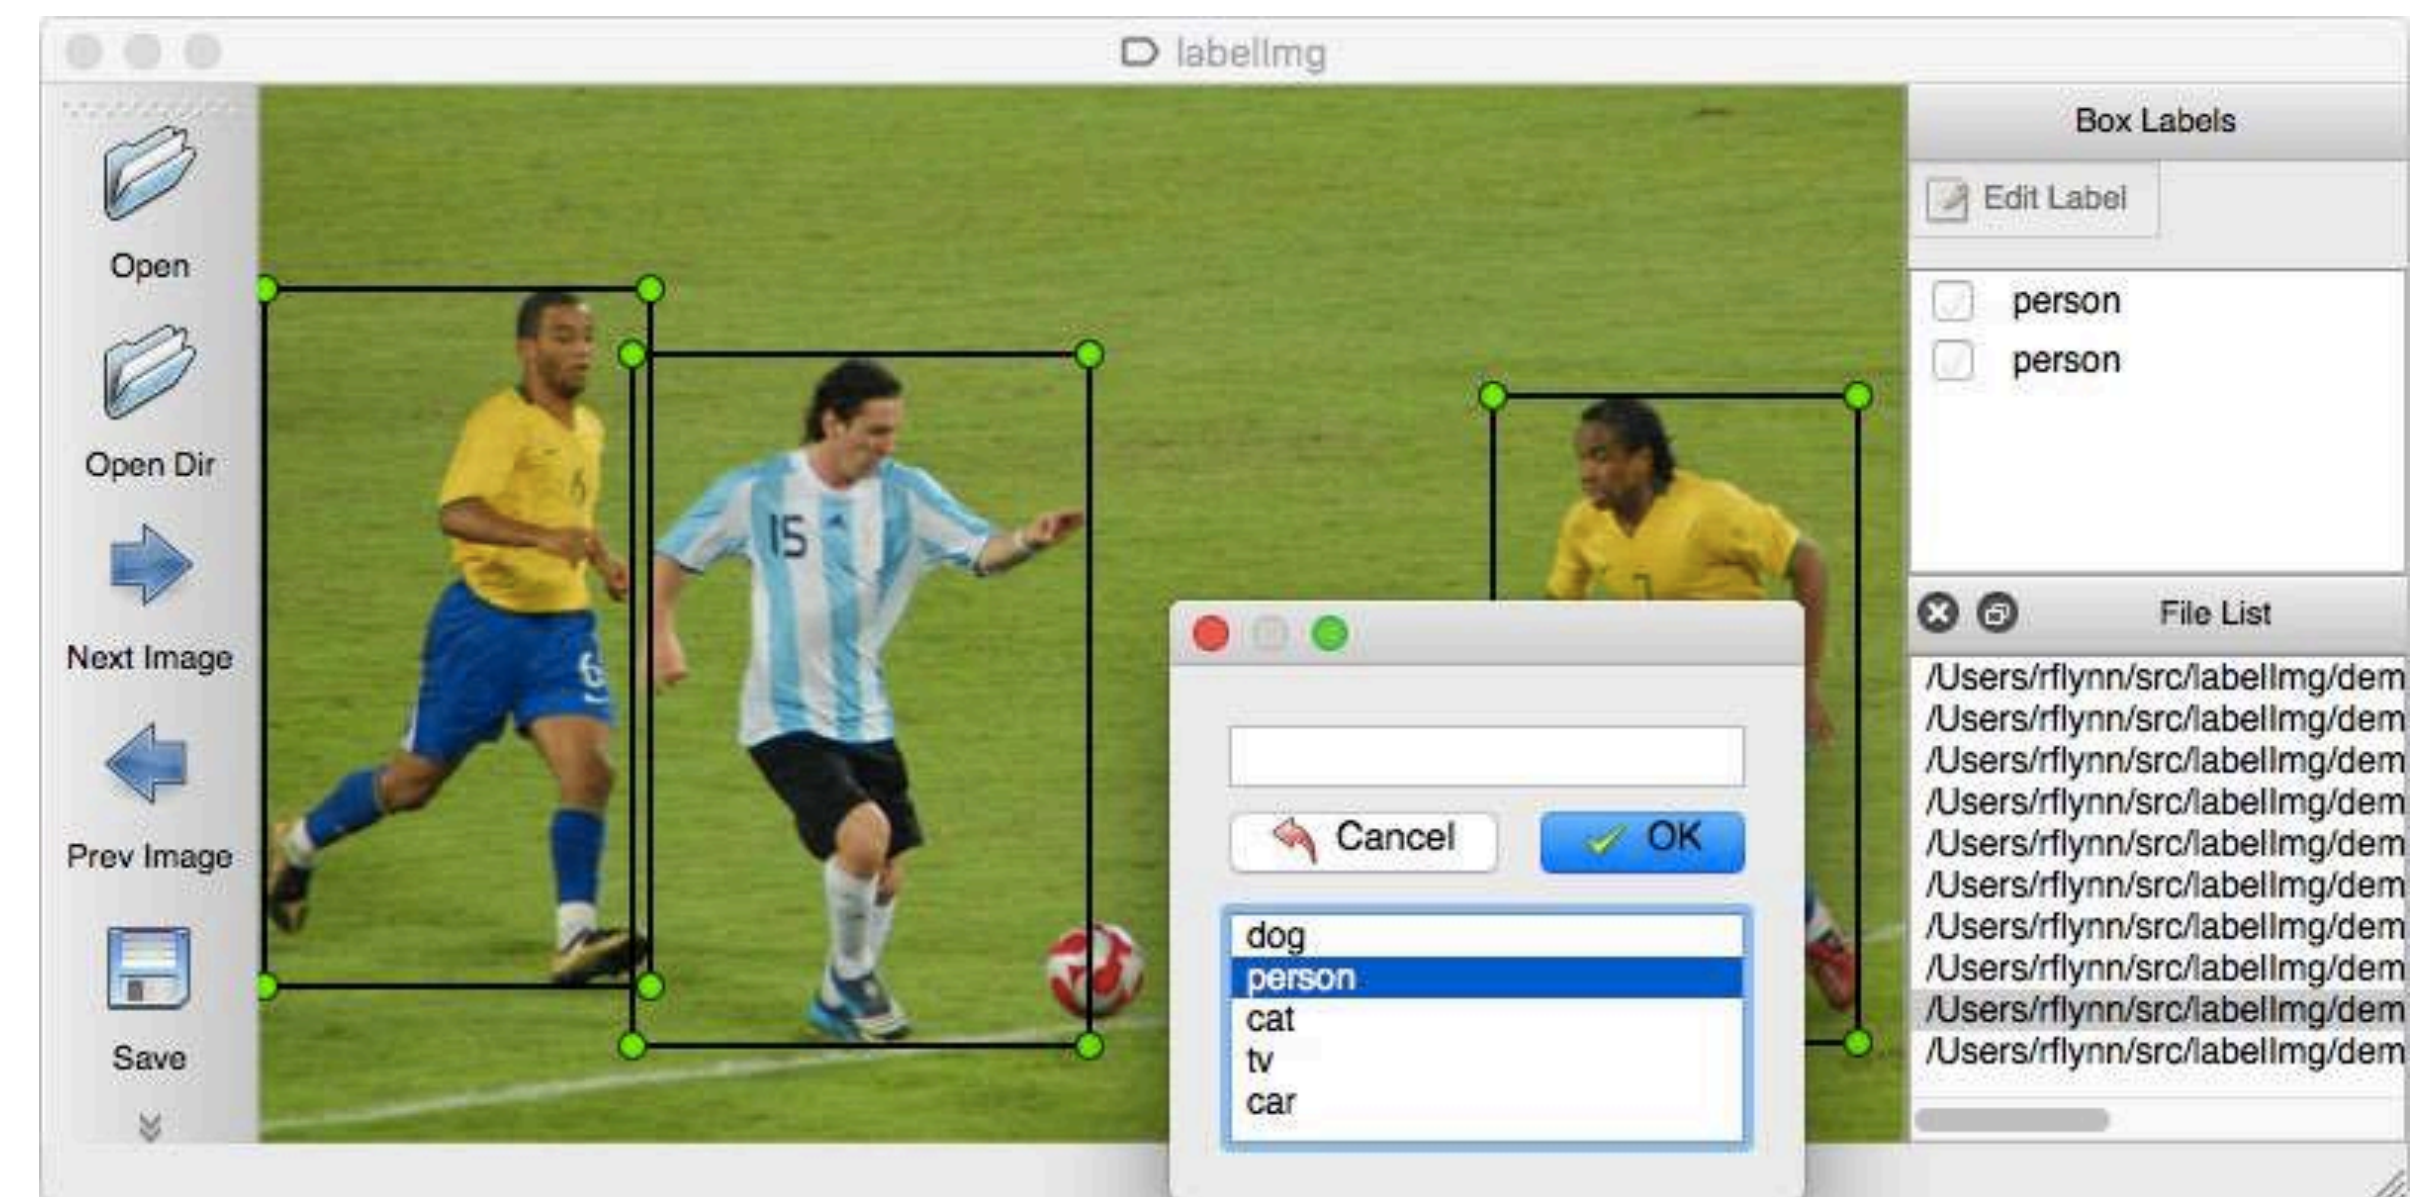 labelImg
Open
Open Dir
Next Image
Prev Image
Save
6
6
15
7
Cancel
OK
dog
person
cat
tv
car
Box Labels
Edit Label
person
person
File List
/Users/rflynn/src/labelImg/dem
/Users/rflynn/src/labelImg/dem
/Users/rflynn/src/labelImg/dem
/Users/rflynn/src/labelImg/dem
/Users/rflynn/src/labelImg/dem
/Users/rflynn/src/labelImg/dem
/Users/rflynn/src/labelImg/dem
/Users/rflynn/src/labelImg/dem
/Users/rflynn/src/labelImg/dem
/Users/rflynn/src/labelImg/dem